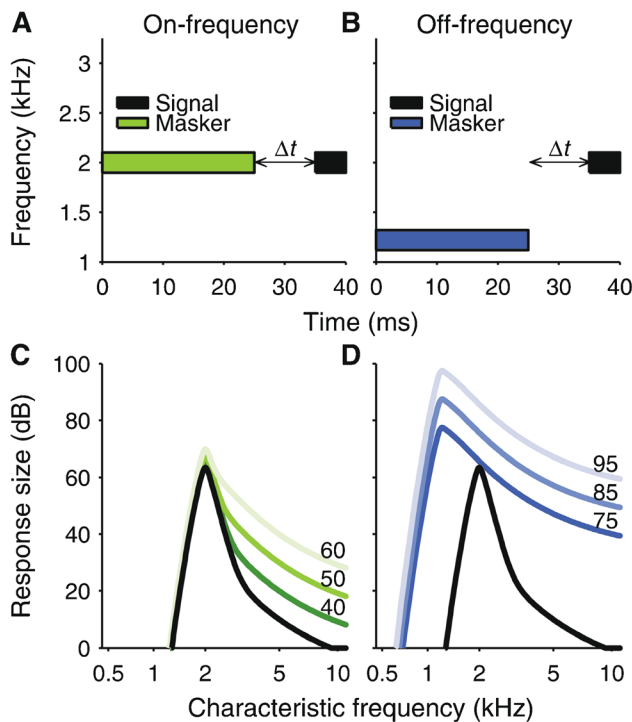 A On-frequency B Off-frequency
Frequency (kHz)
3
2.5
2
1.5
1
Signal
Masker
Δt
Signal
Masker
Δt
0 10 20 30 40 0 10 20 30 40
Time (ms)
C D
Response size (dB)
100
80
60
40
20
0
60
50
40
95
85
75
0.5 1 2 5 10 0.5 1 2 5 10
Characteristic frequency (kHz)